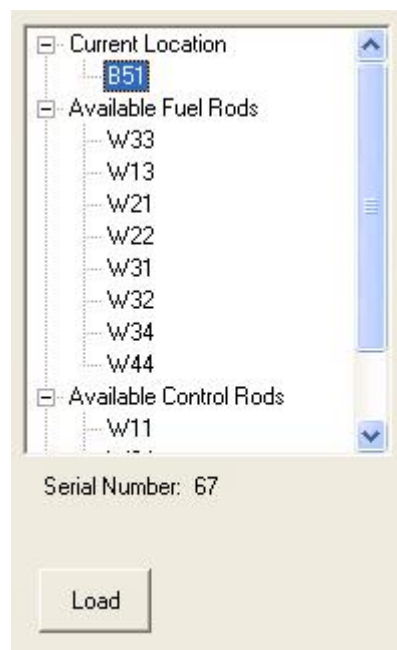 Current Location
B51
Available Fuel Rods
W33
W13
W21
W22
W31
W32
W34
W44
Available Control Rods
W11
Serial Number: 67
Load